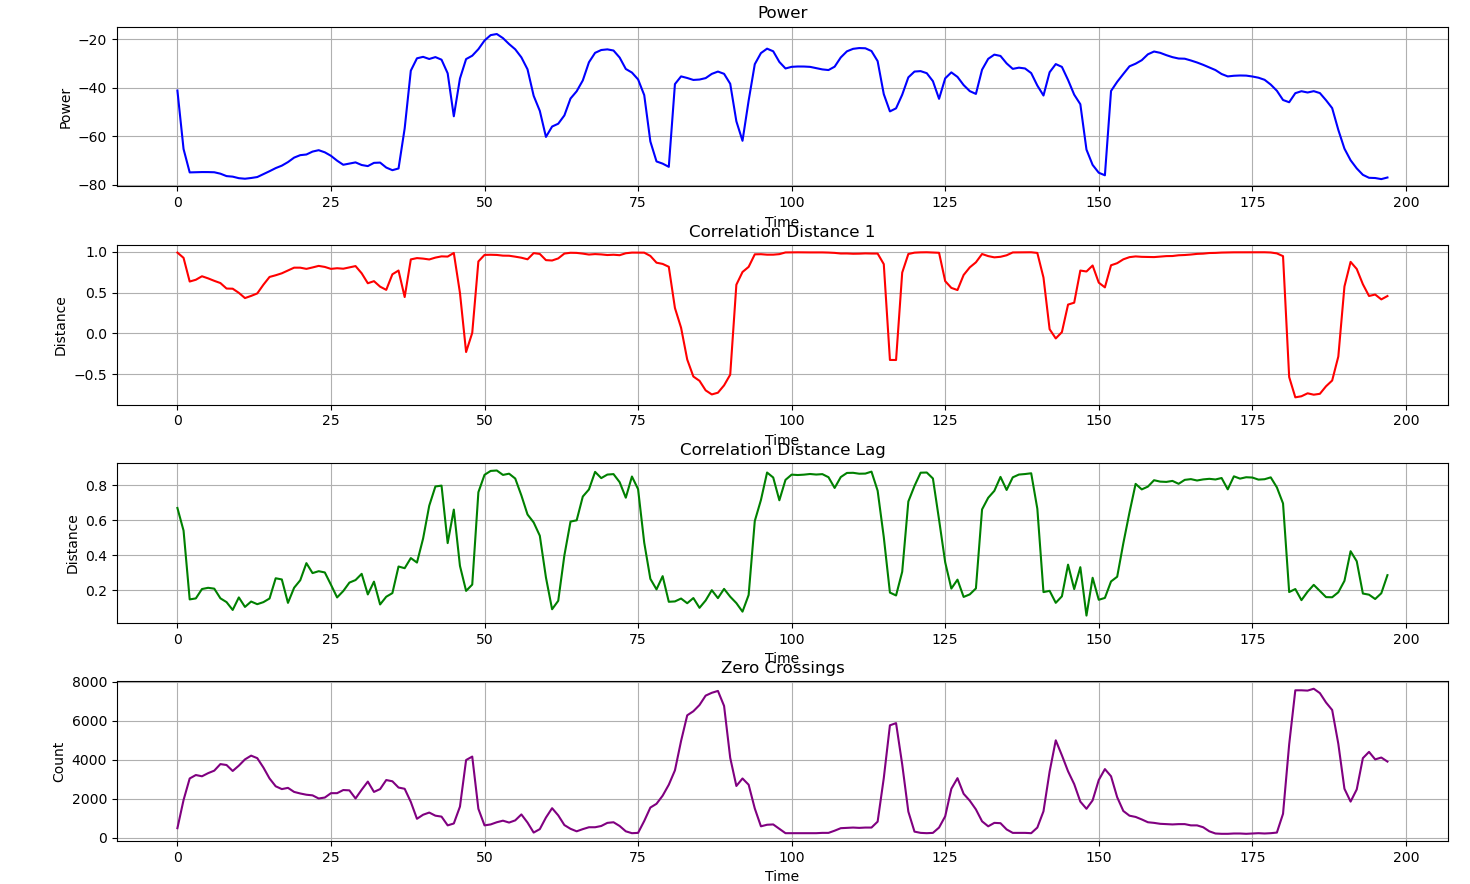 Power
−20
−40
−60
−80
Power
0 25 50 75 100 125 150 175 200
Time
Correlation Distance 1
1.0
0.5
0.0
−0.5
Distance
0 25 50 75 100 125 150 175 200
Time
Correlation Distance Lag
0.8
0.6
0.4
0.2
Distance
0 25 50 75 100 125 150 175 200
Time
Zero Crossings
8000
6000
4000
2000
0
Count
0 25 50 75 100 125 150 175 200
Time